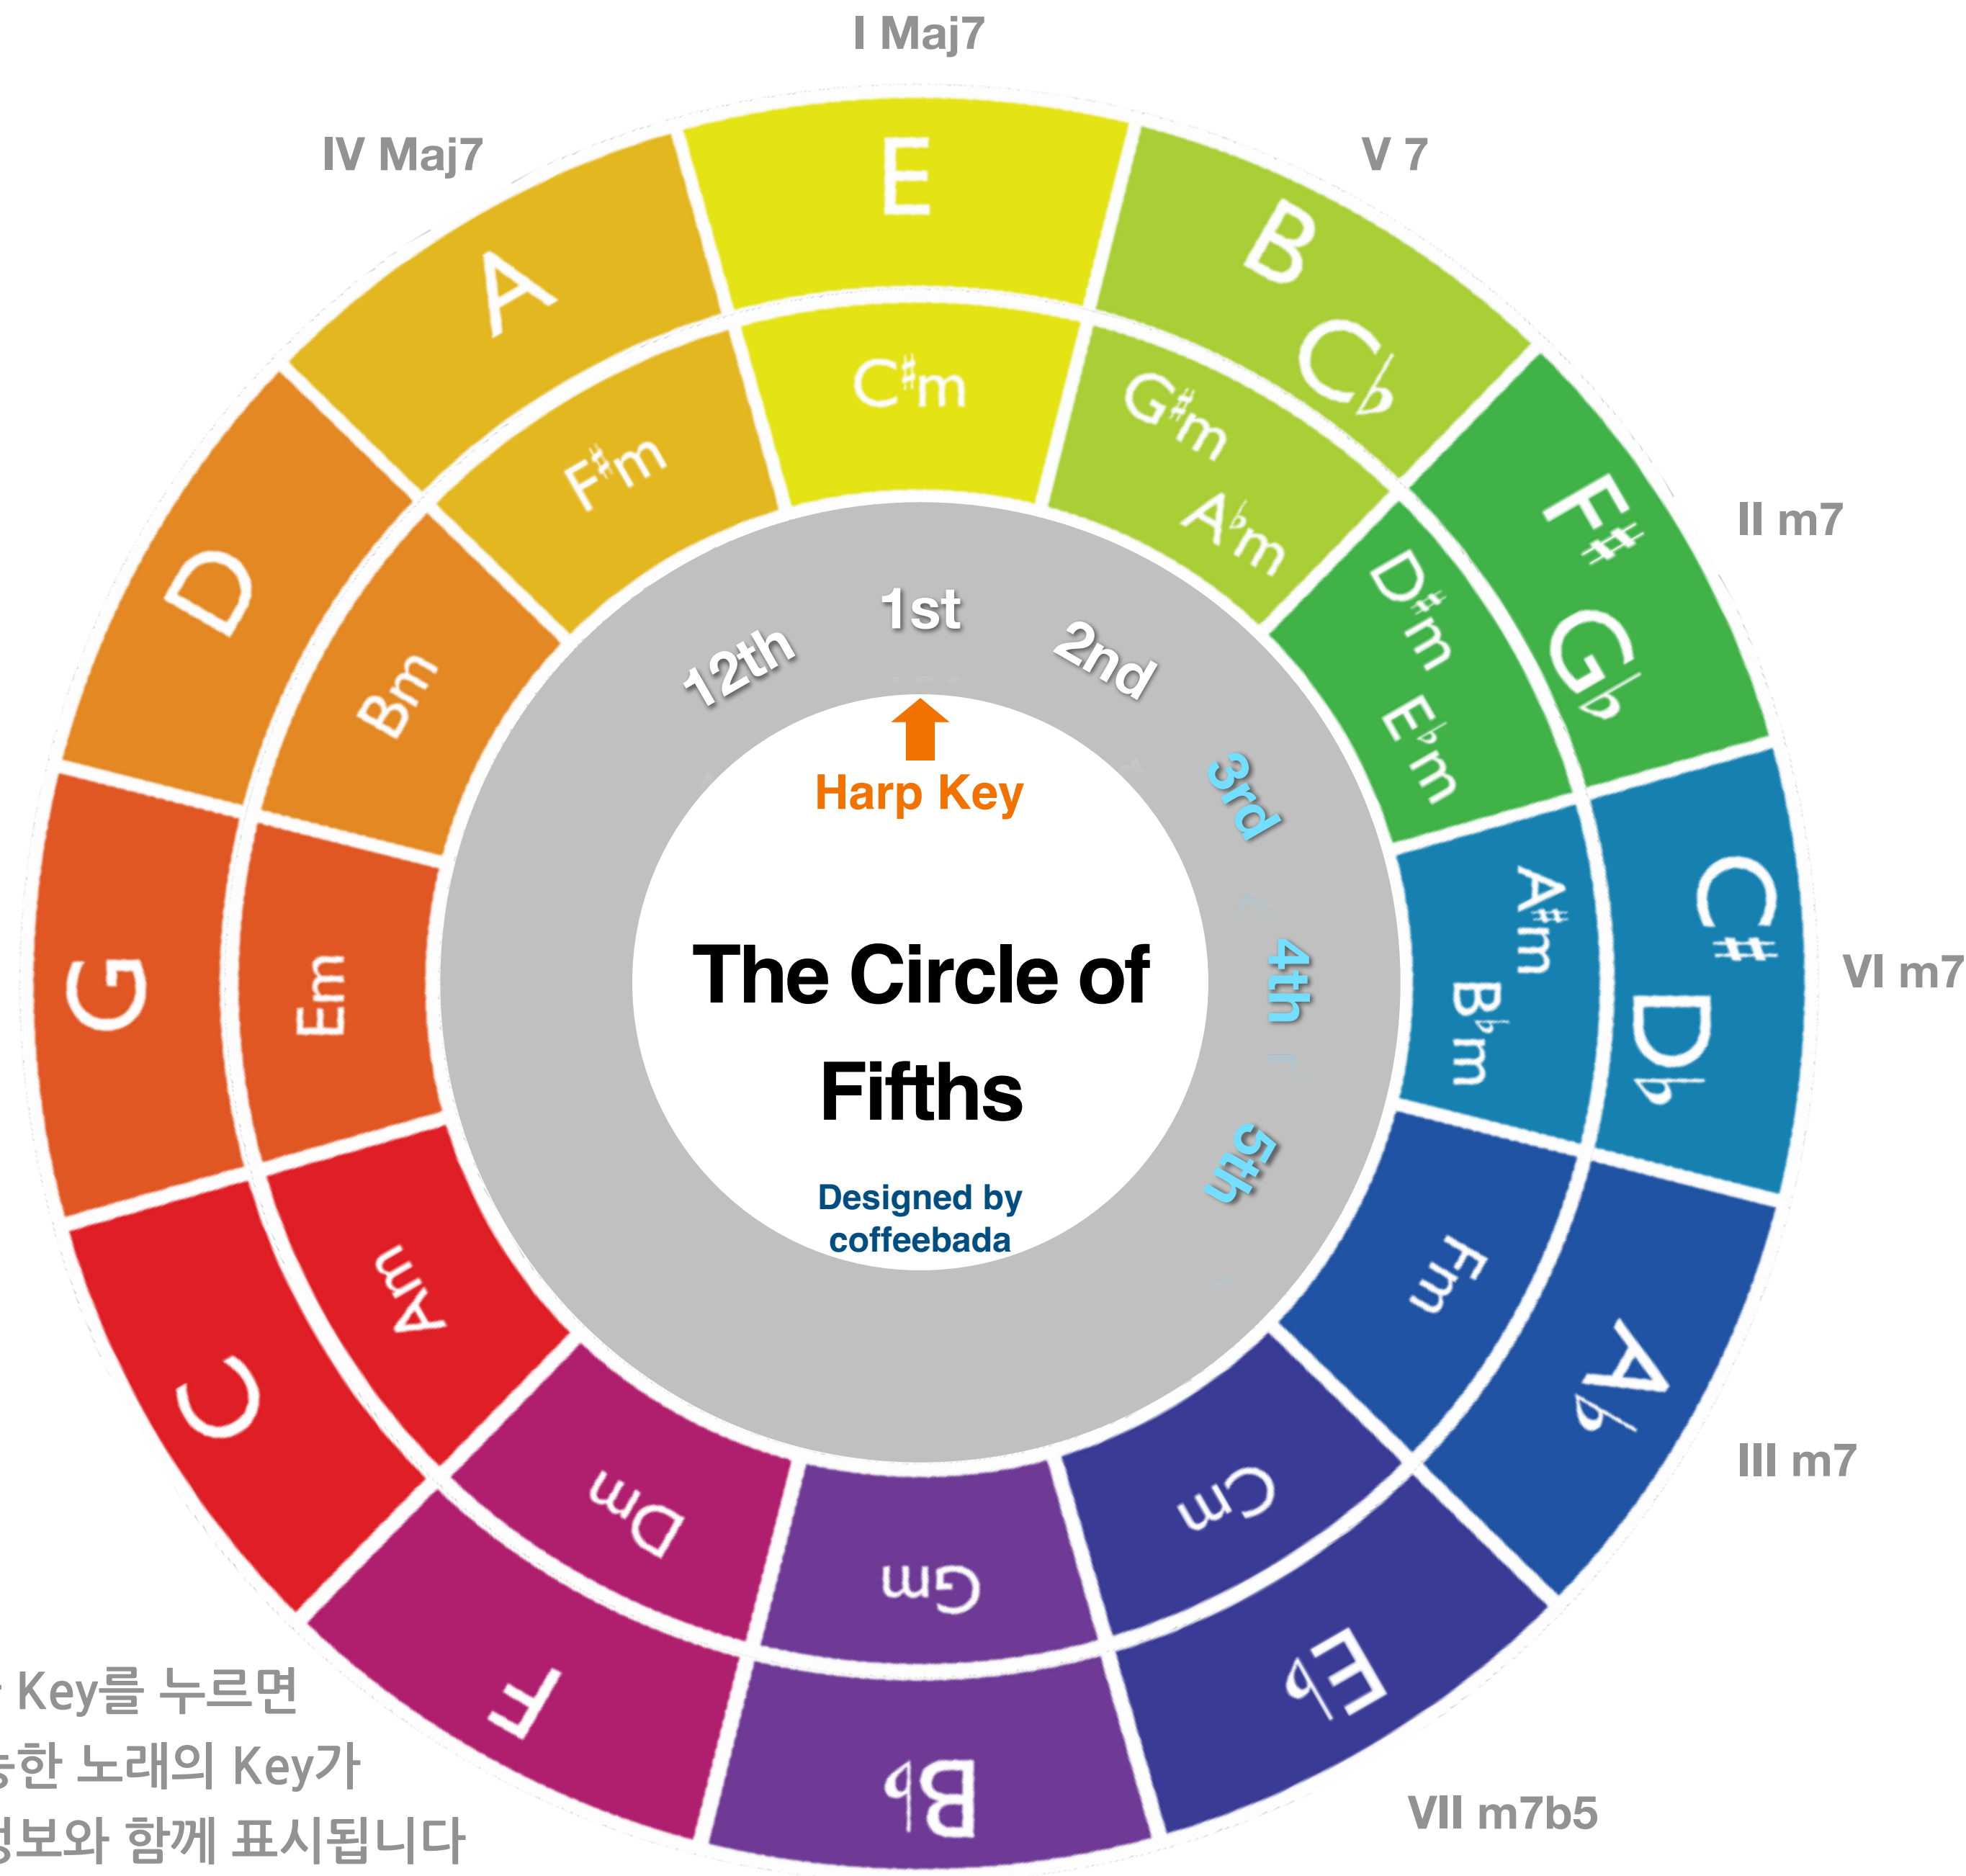 I Maj7
IV Maj7
V 7
II m7
VI m7
III m7
VII m7b5
E
B
C♭
F♯
G♭
C♯
D♭
A♭
E♭
B♭
F
C
G
D
A
C♯m
G♯m
A♭m
D♯m
E♭m
A♯m
B♭m
Fm
Cm
Gm
Dm
Am
Em
Bm
F♯m
12th
1st
2nd
3rd
4th
5th
Harp Key
The Circle of
Fifths
Designed by
coffeebada
Key를 누르면
노래의 Key가
함께 표시됩니다